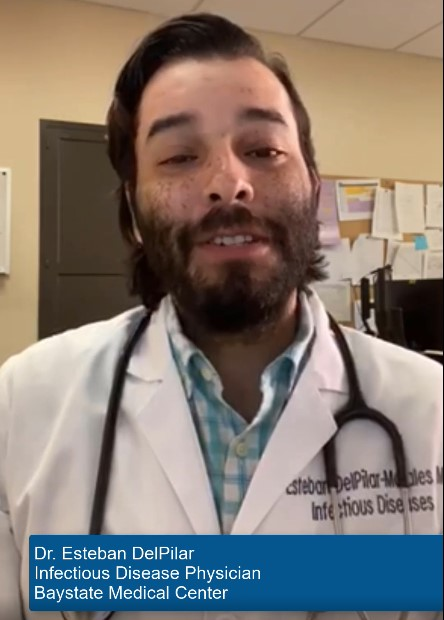 Esteban DelPilar-M
Infectious Diseases
Dr. Esteban DelPilar
Infectious Disease Physician
Baystate Medical Center